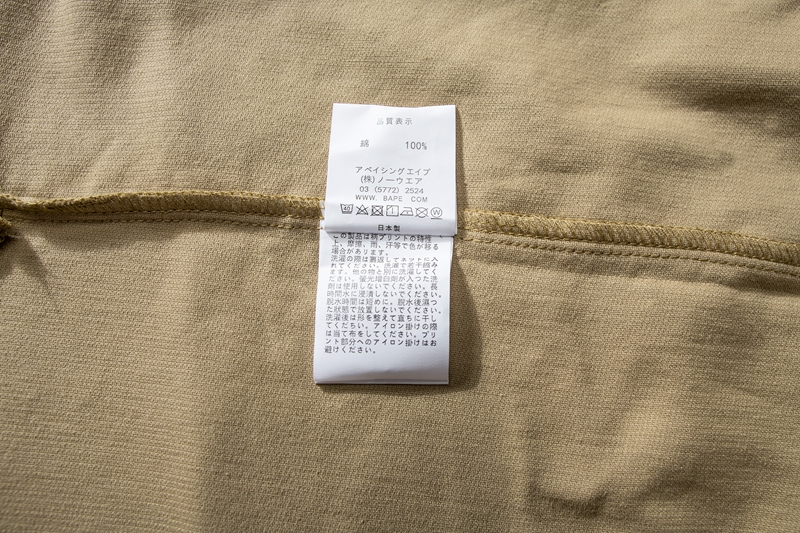 品質表示
綿 100%
アベイシングエイプ
(株)ノーウエア
03 (5772) 2524
WWW. BAPE. COM
40
日本製
この製品は柄プリントの特性
上、摩擦、雨、汗等で色が移る
場合があります。
洗濯の際は裏返してネットに入
れてください。洗濯で若干縮み
ます。他の物と別に洗濯してく
ださい。蛍光増白剤が入った洗
剤は使用しないでください。長
時間水に浸漬しないでください。
脱水時間は短めに。脱水後湿っ
た状態で放置しないでください。
洗濯後は形を整えて直ちに干し
てください。アイロン掛けの際
は当て布をしてください。プリ
ント部分へのアイロン掛けはお
避けください。